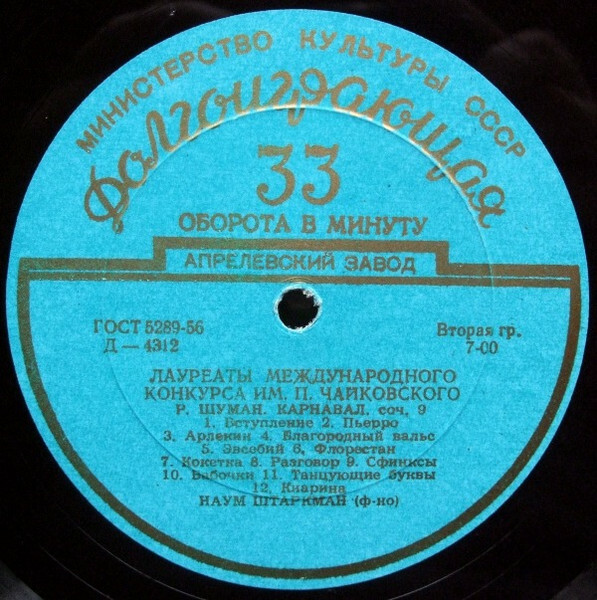 МИНИСТЕРСТВО КУЛЬТУРЫ СССР
Долгоиграющая
33
ОБОРОТА В МИНУТУ
АПРЕЛЕВСКИЙ ЗАВОД
ГОСТ 5289-56 Вторая гр.
Д — 4312 7-00
ЛАУРЕАТЫ МЕЖДУНАРОДНОГО
КОНКУРСА ИМ. П. ЧАЙКОВСКОГО
Р. ШУМАН. КАРНАВАЛ, соч. 9
1. Вступление 2. Пьерро
3. Арлекин 4. Благородный вальс
5. Эвсебий 6. Флорестан
7. Кокетка 8. Разговор 9. Сфинксы
10. Бабочки 11. Танцующие буквы
12. Киарина
НАУМ ШТАРКМАН (ф-но)